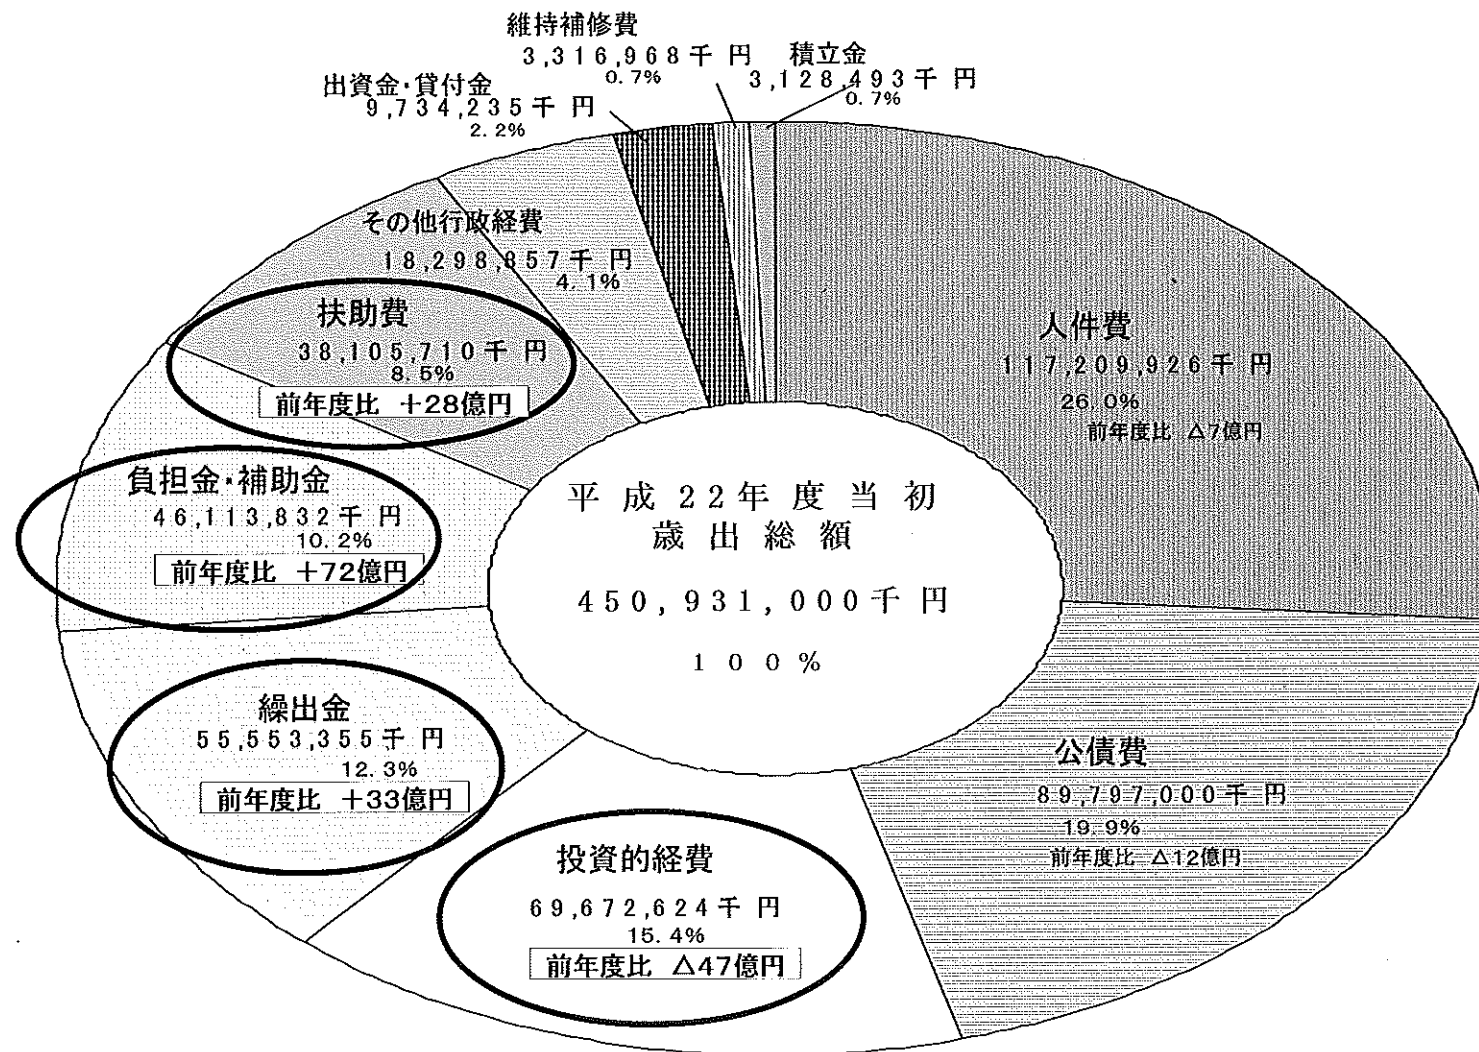 維持補修費
3,316,968千円
0.7%
積立金
3,128,493千円
0.7%
出資金・貸付金
9,734,235千円
2.2%
その他行政経費
18,298,857千円
4.1%
扶助費
38,105,710千円
8.5%
前年度比 +28億円
人件費
117,209,926千円
26.0%
前年度比 △7億円
負担金・補助金
46,113,832千円
10.2%
前年度比 +72億円
平成22年度当初
歳出総額
450,931,000千円
100%
繰出金
55,553,355千円
12.3%
前年度比 +33億円
公債費
89,797,000千円
19.9%
前年度比 △12億円
投資的経費
69,672,624千円
15.4%
前年度比 △47億円